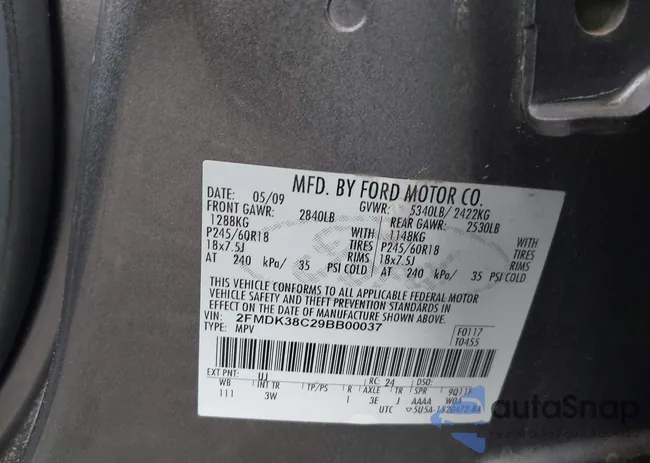 MFD. BY FORD MOTOR CO.
DATE: 05/09 GVWR: 5340LB/ 2422KG
FRONT GAWR: 2840LB REAR GAWR: 2530LB
1288KG 1148KG WITH
P245/60R18 WITH TIRES P245/60R18 TIRES
18x7.5J RIMS 18x7.5J RIMS
AT 240 kPa/ 35 PSI COLD AT 240 kPa/ 35 PSI COLD
THIS VEHICLE CONFORMS TO ALL APPLICABLE FEDERAL MOTOR
VEHICLE SAFETY AND THEFT PREVENTION STANDARDS IN
EFFECT ON THE DATE OF MANUFACTURE SHOWN ABOVE.
VIN: 2FMDK38C29BB00037 F0117
TYPE: MPV T0455
EXT PNT: UJ RC: 24 DSO:
WB INT TR TP/PS R AXLE TR SPR
111 3W 1 3E J AAAA
UTC
autoSnap